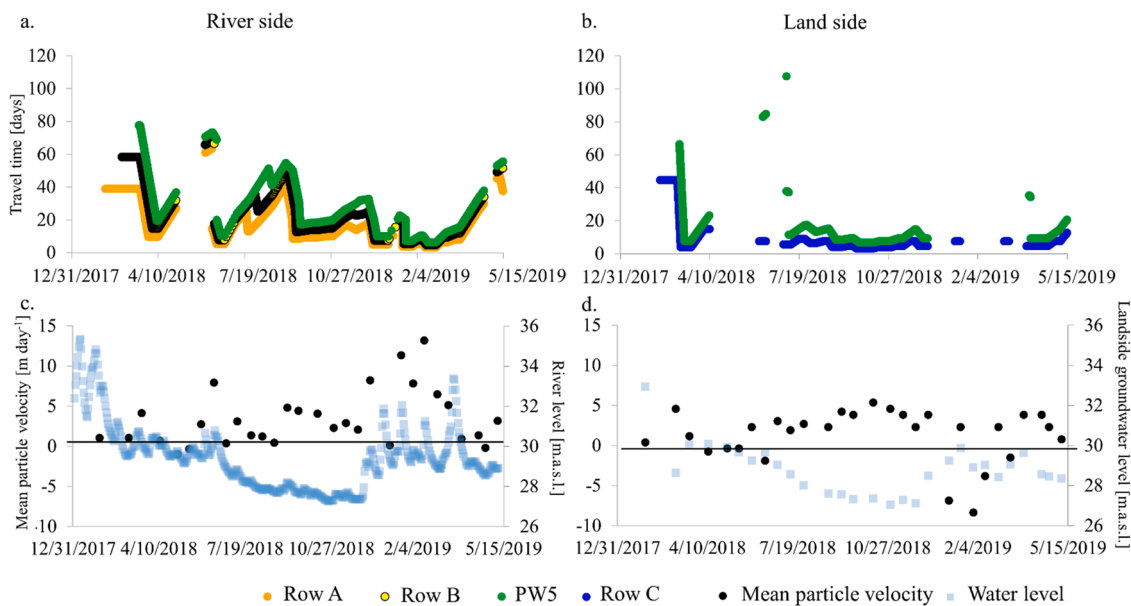 a. River side
b. Land side
Travel time [days]
120
100
80
60
40
20
0
12/31/2017 4/10/2018 7/19/2018 10/27/2018 2/4/2019 5/15/2019
120
100
80
60
40
20
0
12/31/2017 4/10/2018 7/19/2018 10/27/2018 2/4/2019 5/15/2019
c.
Mean particle velocity [m day⁻¹]
15
10
5
0
-5
-10
36
34
32
30
28
26
River level [m.a.s.l.]
12/31/2017 4/10/2018 7/19/2018 10/27/2018 2/4/2019 5/15/2019
d.
15
10
5
0
-5
-10
36
34
32
30
28
26
Landside groundwater level [m.a.s.l.]
12/31/2017 4/10/2018 7/19/2018 10/27/2018 2/4/2019 5/15/2019
Row A Row B PW5 Row C Mean particle velocity Water level